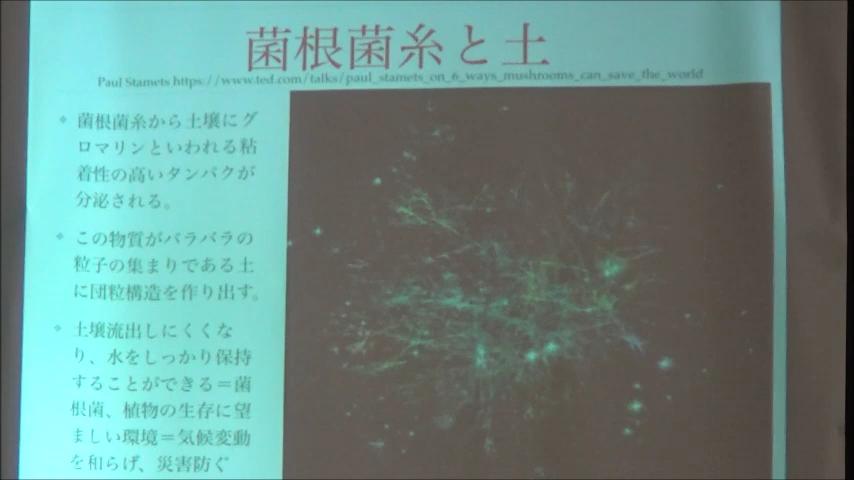 菌根菌糸と土
Paul Stamets https://www.ted.com/talks/paul_stamets_on_6_ways_mushrooms_can_save_the_world
菌根菌糸から土壌にグ
ロマリンといわれる粘
着性の高いタンパクが
分泌される。
この物質がバラバラの
粒子の集まりである土
に団粒構造を作り出す。
土壌流出しにくくな
り、水をしっかり保持
することができる＝菌
根菌、植物の生存に望
ましい環境＝気候変動
を和らげ、災害防ぐ